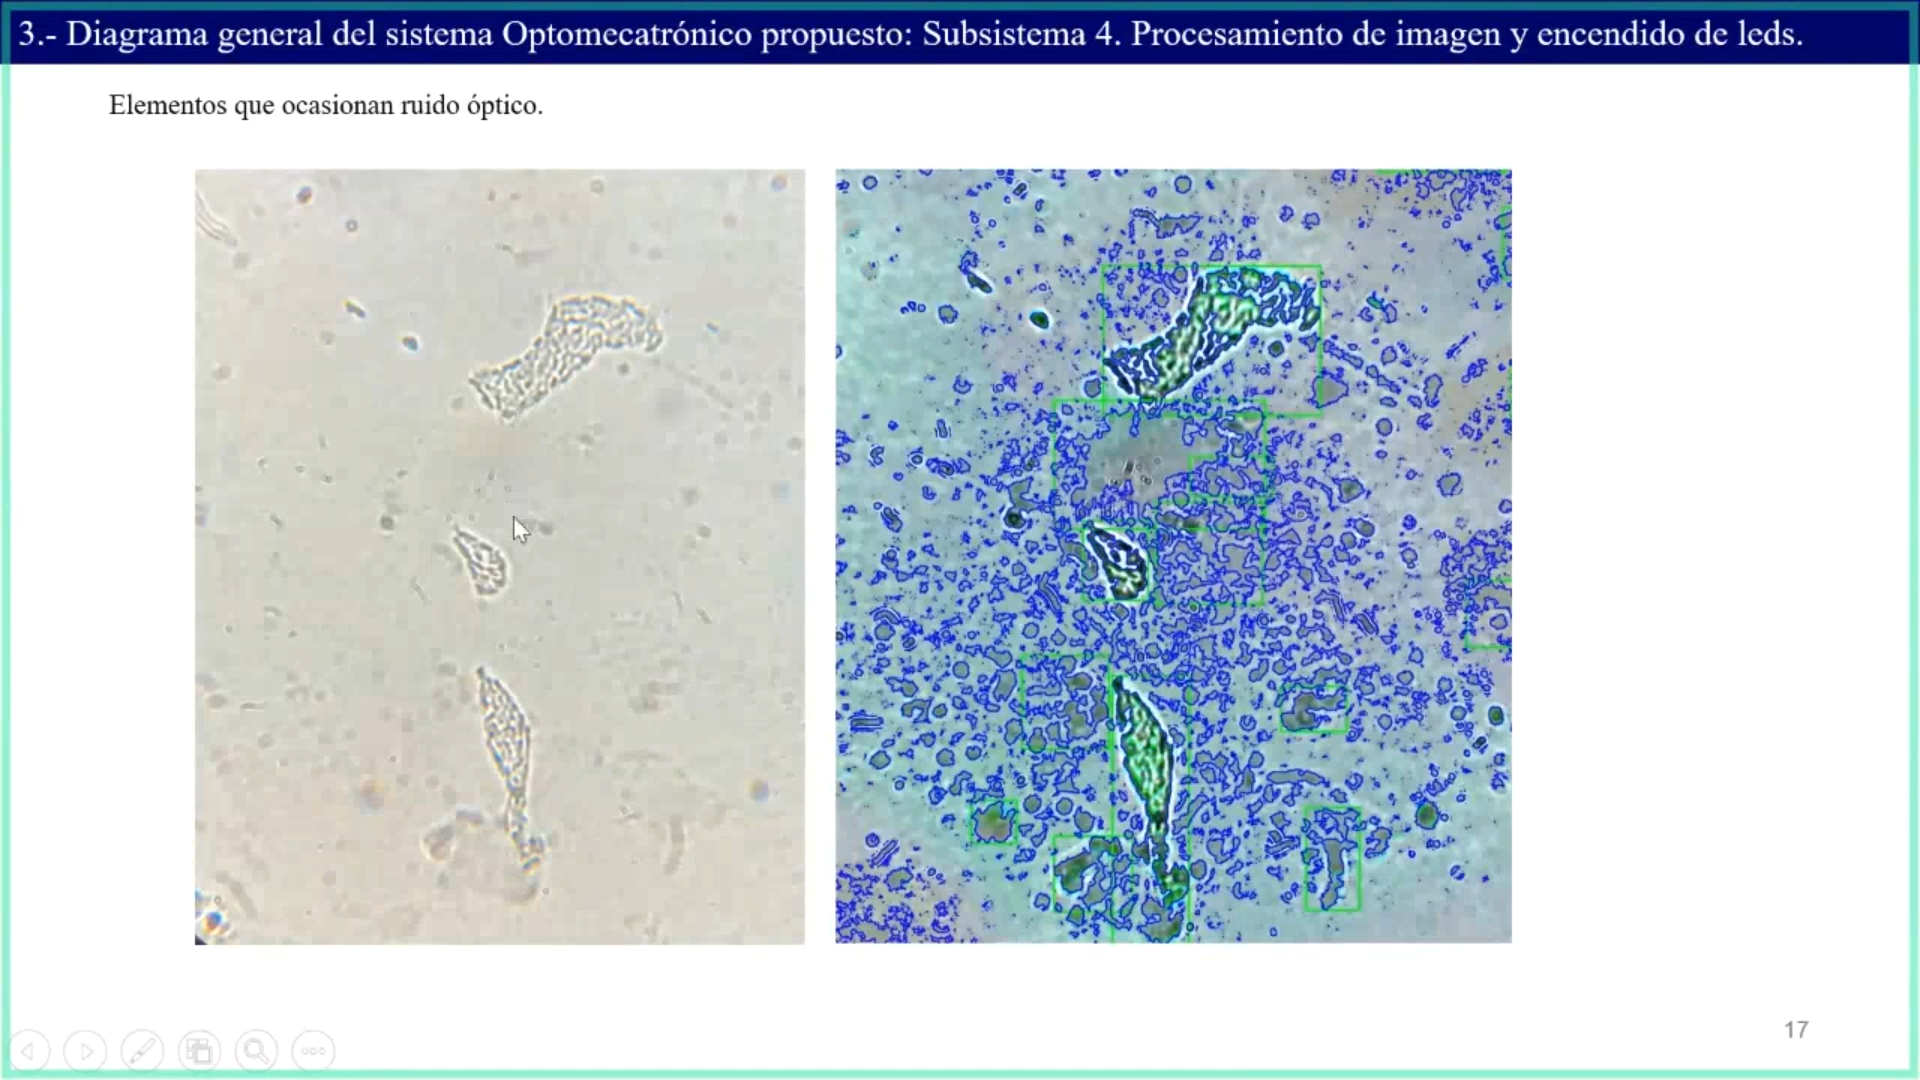 3.- Diagrama general del sistema Optomecatrónico propuesto: Subsistema 4. Procesamiento de imagen y encendido de leds.
Elementos que ocasionan ruido óptico.
17